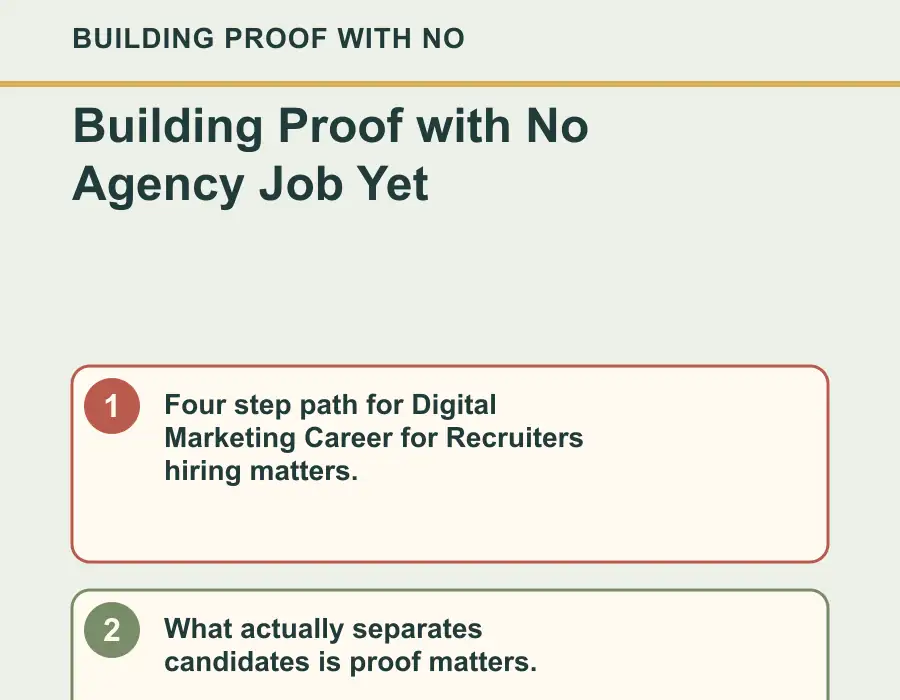 BUILDING PROOF WITH NO
Building Proof with No
Agency Job Yet
1
Four step path for Digital
Marketing Career for Recruiters
hiring matters.
2
What actually separates
candidates is proof matters.